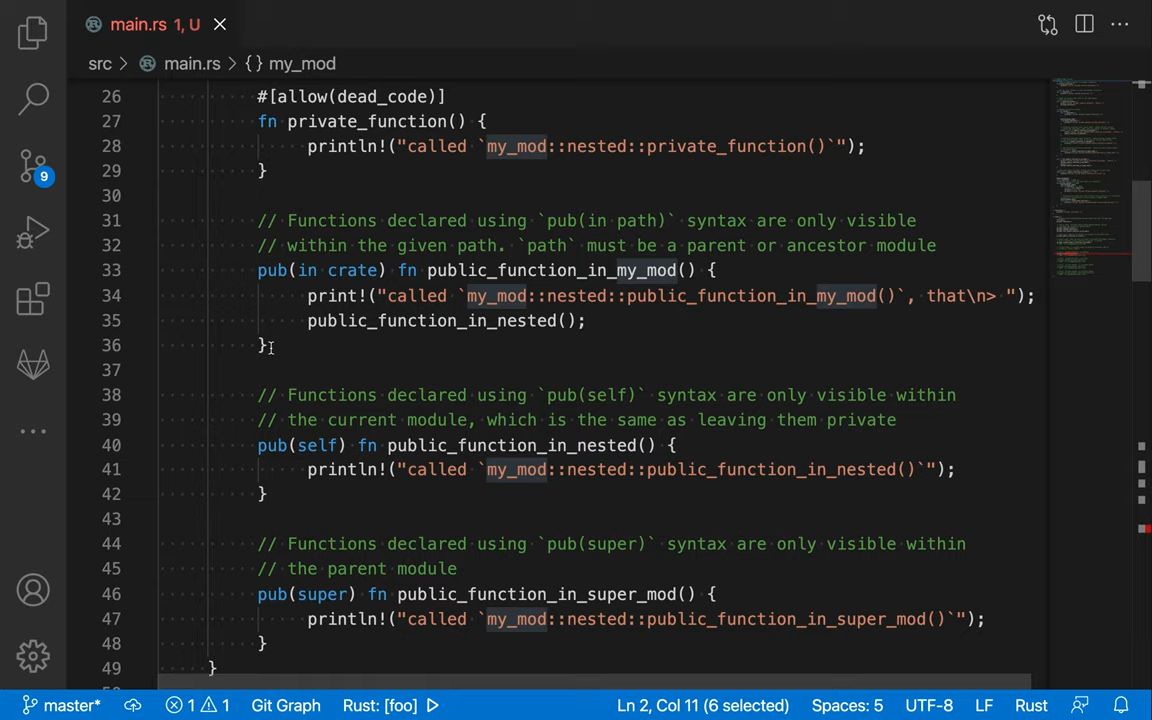 main.rs 1, U
src > main.rs > {} my_mod
26 #[allow(dead_code)]
27 fn private_function() {
28 println!("called `my_mod::nested::private_function()`");
29 }
30
31 // Functions declared using `pub(in path)` syntax are only visible
32 // within the given path. `path` must be a parent or ancestor module
33 pub(in crate) fn public_function_in_my_mod() {
34 print!("called `my_mod::nested::public_function_in_my_mod()`, that\n> ");
35 public_function_in_nested();
36 }
37
38 // Functions declared using `pub(self)` syntax are only visible within
39 // the current module, which is the same as leaving them private
40 pub(self) fn public_function_in_nested() {
41 println!("called `my_mod::nested::public_function_in_nested()`");
42 }
43
44 // Functions declared using `pub(super)` syntax are only visible within
45 // the parent module
46 pub(super) fn public_function_in_super_mod() {
47 println!("called `my_mod::nested::public_function_in_super_mod()`");
48 }
49 }
9
master* 1 1 Git Graph Rust: [foo] Ln 2, Col 11 (6 selected) Spaces: 5 UTF-8 LF Rust